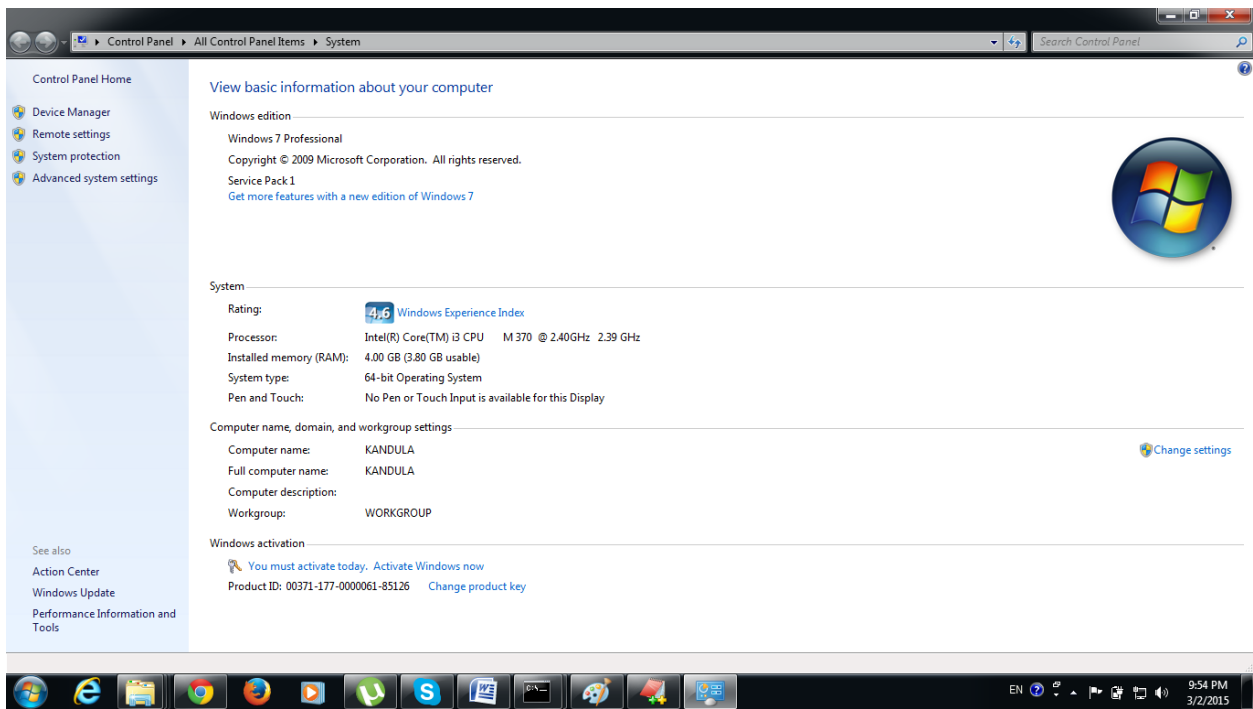 Control Panel ▸ All Control Panel Items ▸ System
Search Control Panel
Control Panel Home
Device Manager
Remote settings
System protection
Advanced system settings
See also
Action Center
Windows Update
Performance Information and
Tools
View basic information about your computer
Windows edition
Windows 7 Professional
Copyright © 2009 Microsoft Corporation. All rights reserved.
Service Pack 1
Get more features with a new edition of Windows 7
System
Rating: 4,6 Windows Experience Index
Processor: Intel(R) Core(TM) i3 CPU M 370 @ 2.40GHz 2.39 GHz
Installed memory (RAM): 4.00 GB (3.80 GB usable)
System type: 64-bit Operating System
Pen and Touch: No Pen or Touch Input is available for this Display
Computer name, domain, and workgroup settings
Computer name: KANDULA
Change settings
Full computer name: KANDULA
Computer description:
Workgroup: WORKGROUP
Windows activation
You must activate today. Activate Windows now
Product ID: 00371-177-0000061-85126 Change product key
EN
9:54 PM
3/2/2015